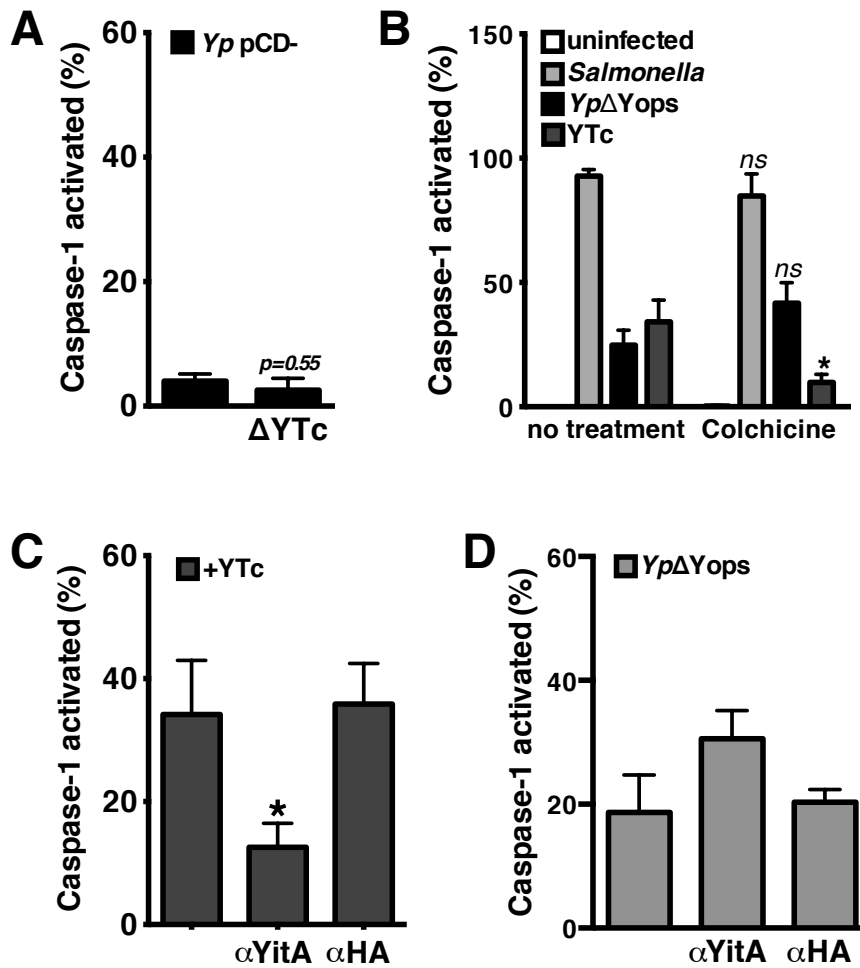 A
Caspase-1 activated (%)
60
40
20
0
Yp pCD-
p=0.55
ΔYTc
B
Caspase-1 activated (%)
150
100
50
0
uninfected
Salmonella
YpΔYops
YTc
ns
ns
*
no treatment Colchicine
C
Caspase-1 activated (%)
60
40
20
0
+YTc
*
αYitA αHA
D
Caspase-1 activated (%)
60
40
20
0
YpΔYops
αYitA αHA